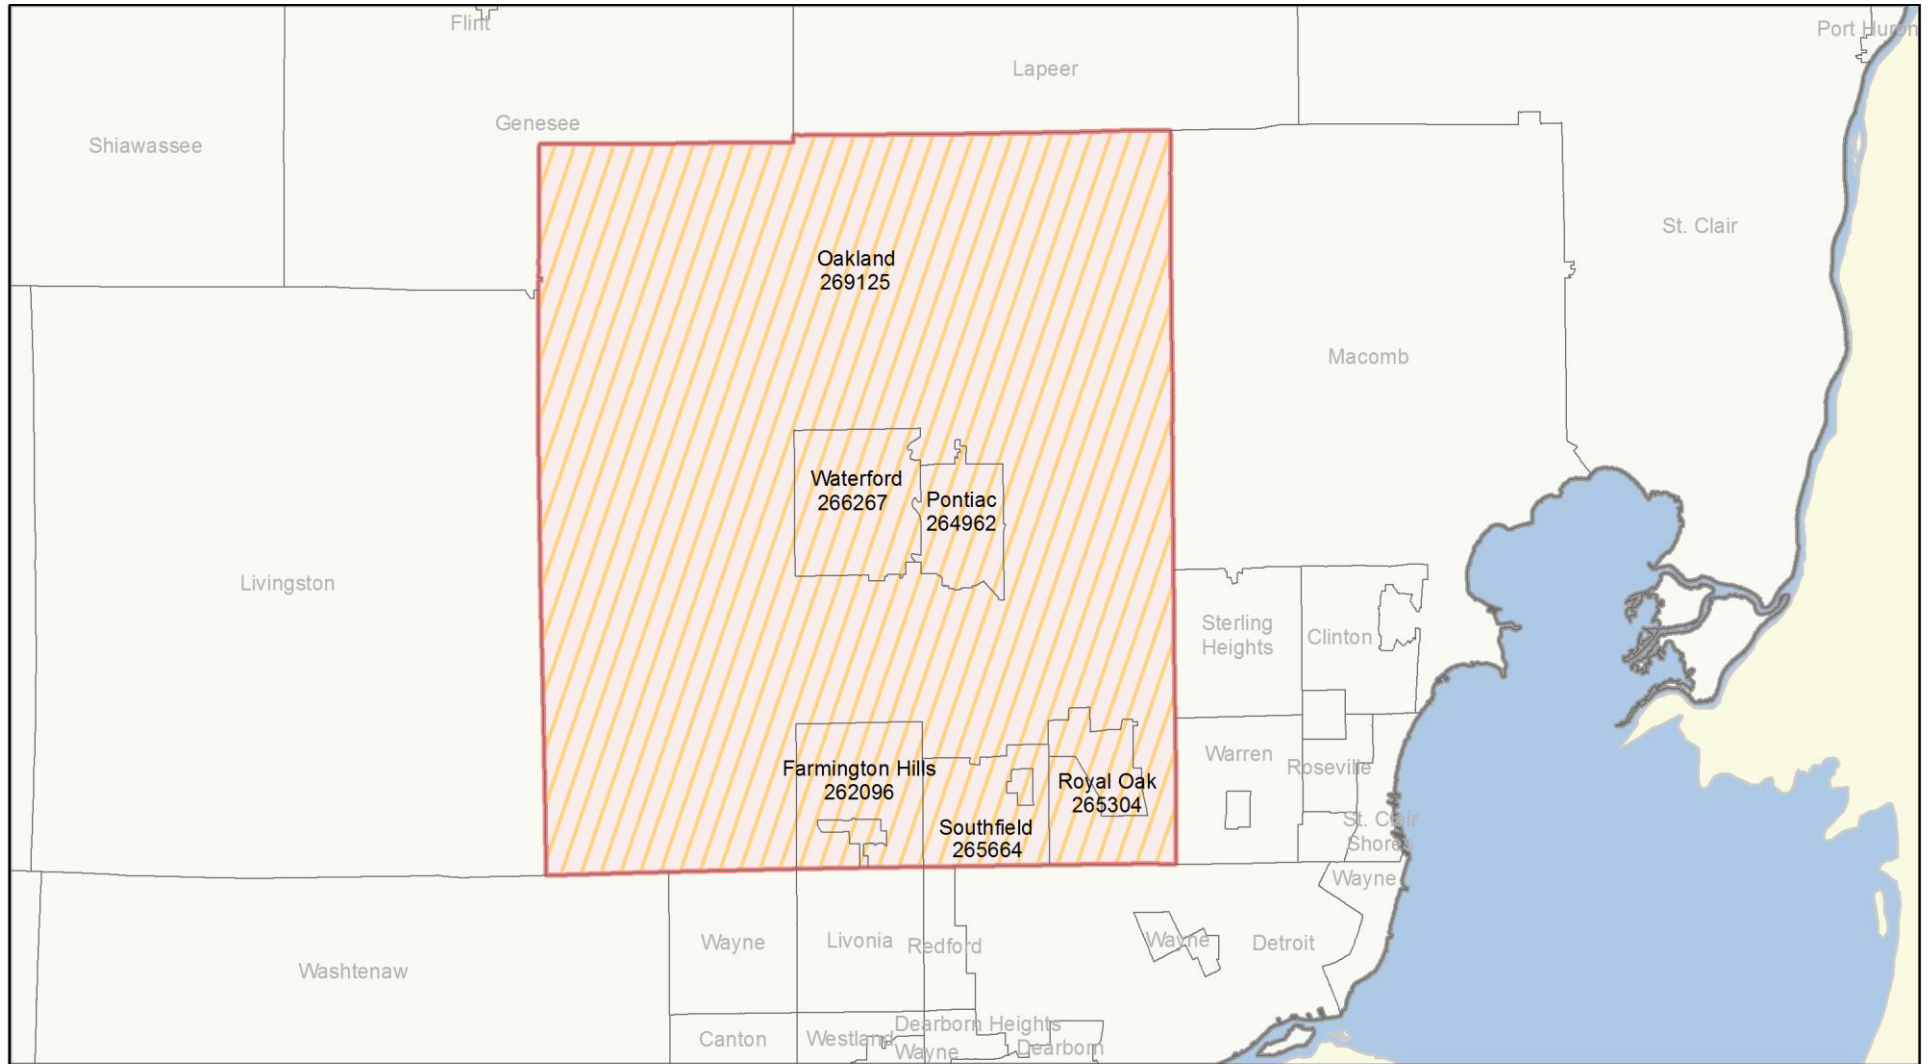 Flint
Port Huron
Lapeer
Genesee
Shiawassee
St. Clair
Oakland
269125
Macomb
Waterford
266267
Pontiac
264962
Livingston
Sterling
Heights
Clinton
Farmington Hills
262096
Warren
Roseville
Royal Oak
265304
Southfield
265664
St. Clair
Shores
Wayne
Wayne
Livonia
Redford
Wayne
Detroit
Washtenaw
Canton
Westland
Dearborn Heights
Wayne
Dearborn